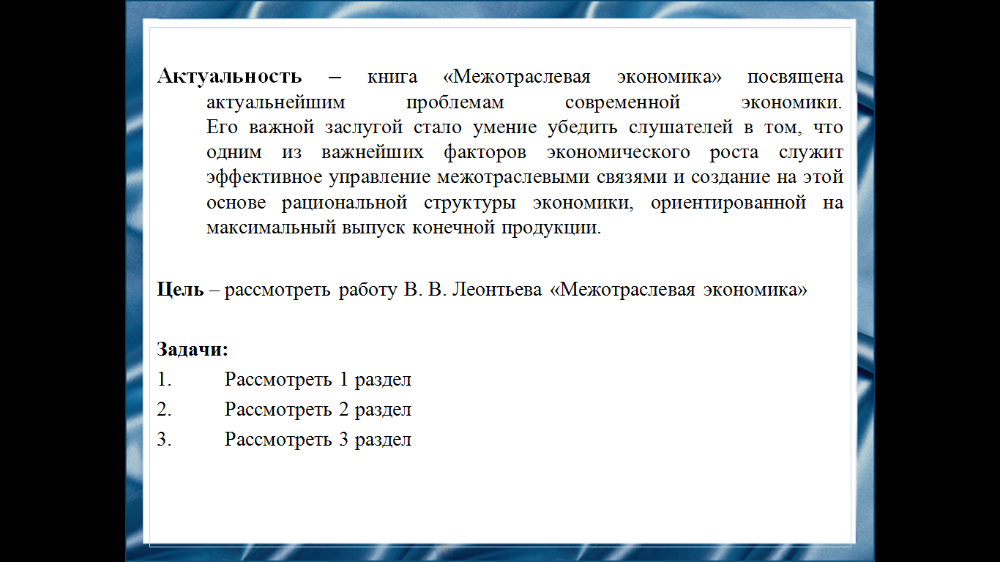 Актуальность – книга «Межотраслевая экономика» посвящена
актуальнейшим проблемам современной экономики.
Его важной заслугой стало умение убедить слушателей в том, что
одним из важнейших факторов экономического роста служит
эффективное управление межотраслевыми связями и создание на этой
основе рациональной структуры экономики, ориентированной на
максимальный выпуск конечной продукции.
Цель – рассмотреть работу В. В. Леонтьева «Межотраслевая экономика»
Задачи:
1. Рассмотреть 1 раздел
2. Рассмотреть 2 раздел
3. Рассмотреть 3 раздел